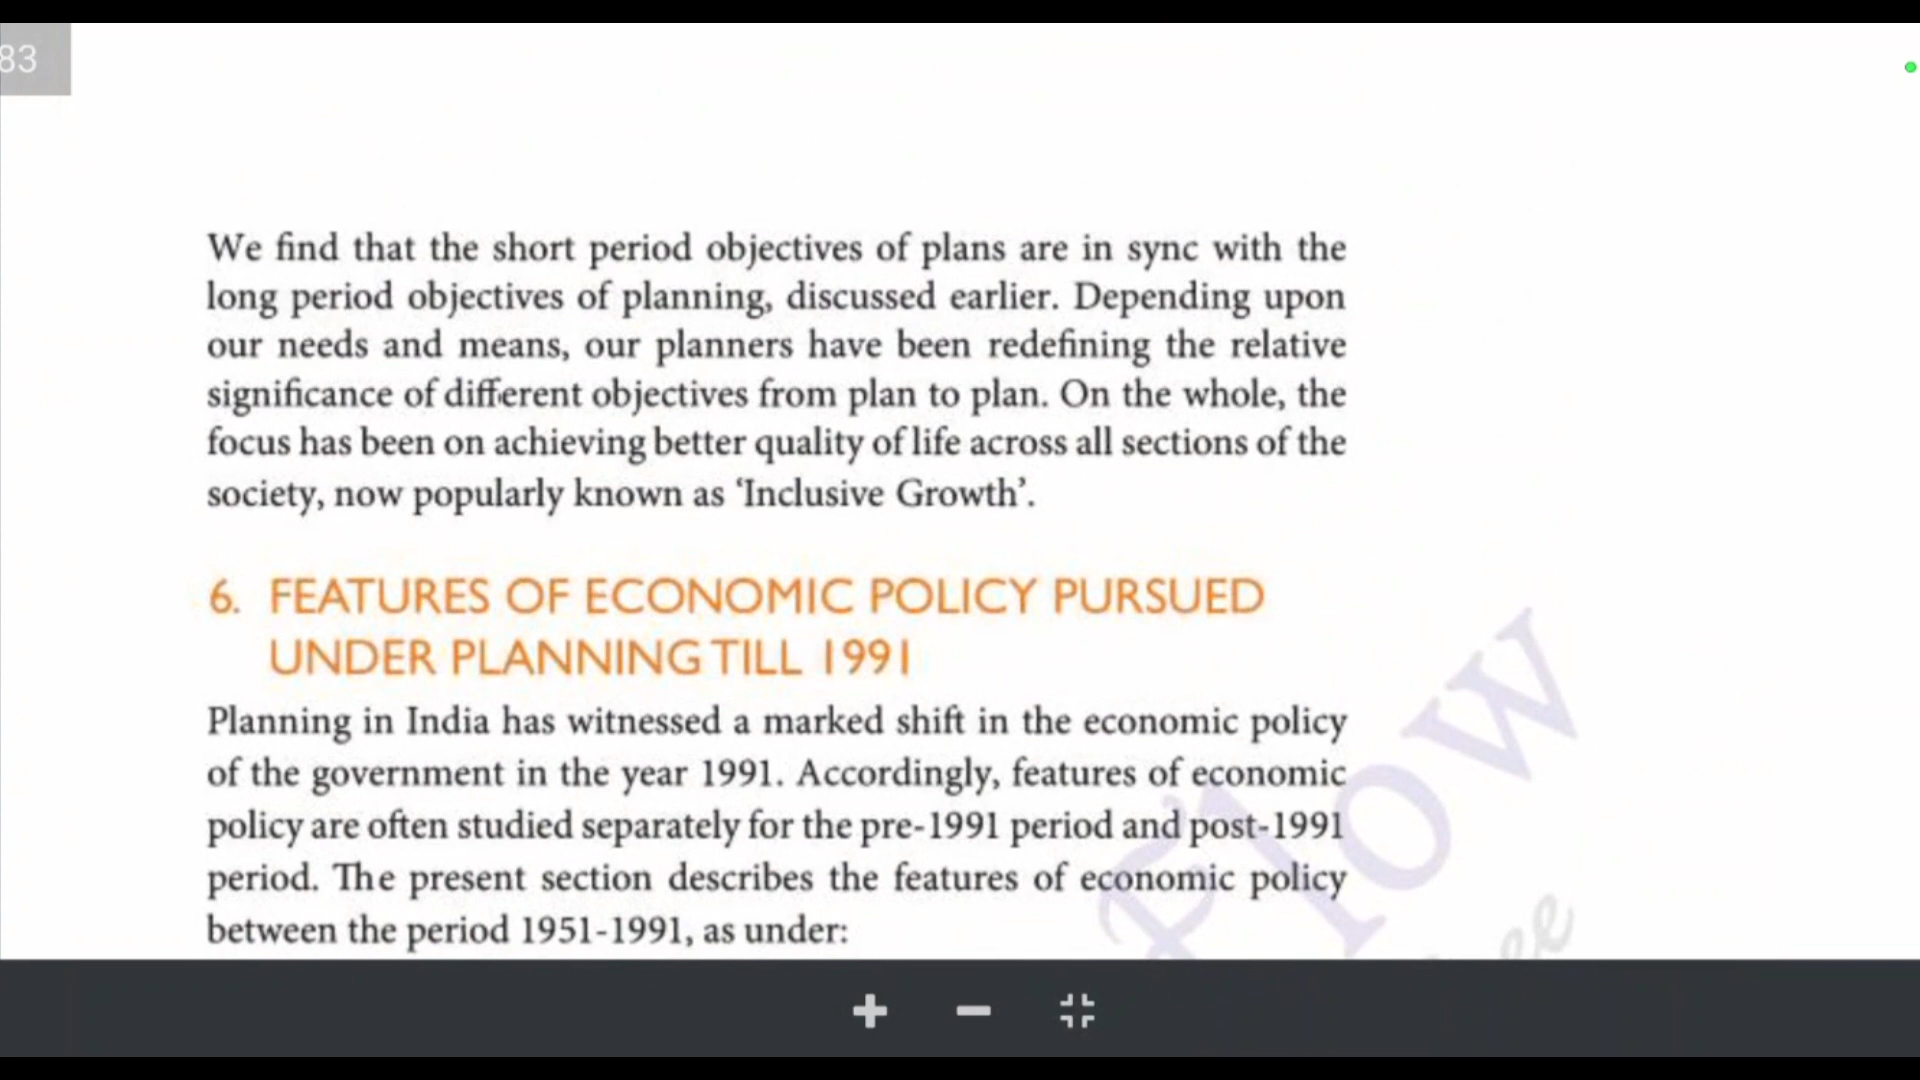 83
We find that the short period objectives of plans are in sync with the
long period objectives of planning, discussed earlier. Depending upon
our needs and means, our planners have been redefining the relative
significance of different objectives from plan to plan. On the whole, the
focus has been on achieving better quality of life across all sections of the
society, now popularly known as ‘Inclusive Growth’.
6. FEATURES OF ECONOMIC POLICY PURSUED
UNDER PLANNING TILL 1991
Planning in India has witnessed a marked shift in the economic policy
of the government in the year 1991. Accordingly, features of economic
policy are often studied separately for the pre-1991 period and post-1991
period. The present section describes the features of economic policy
between the period 1951-1991, as under:
Flow